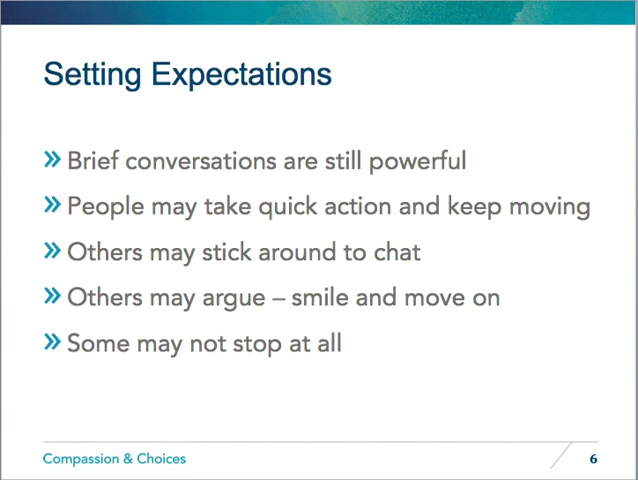 Setting Expectations
Brief conversations are still powerful
People may take quick action and keep moving
Others may stick around to chat
Others may argue – smile and move on
Some may not stop at all
Compassion & Choices
6